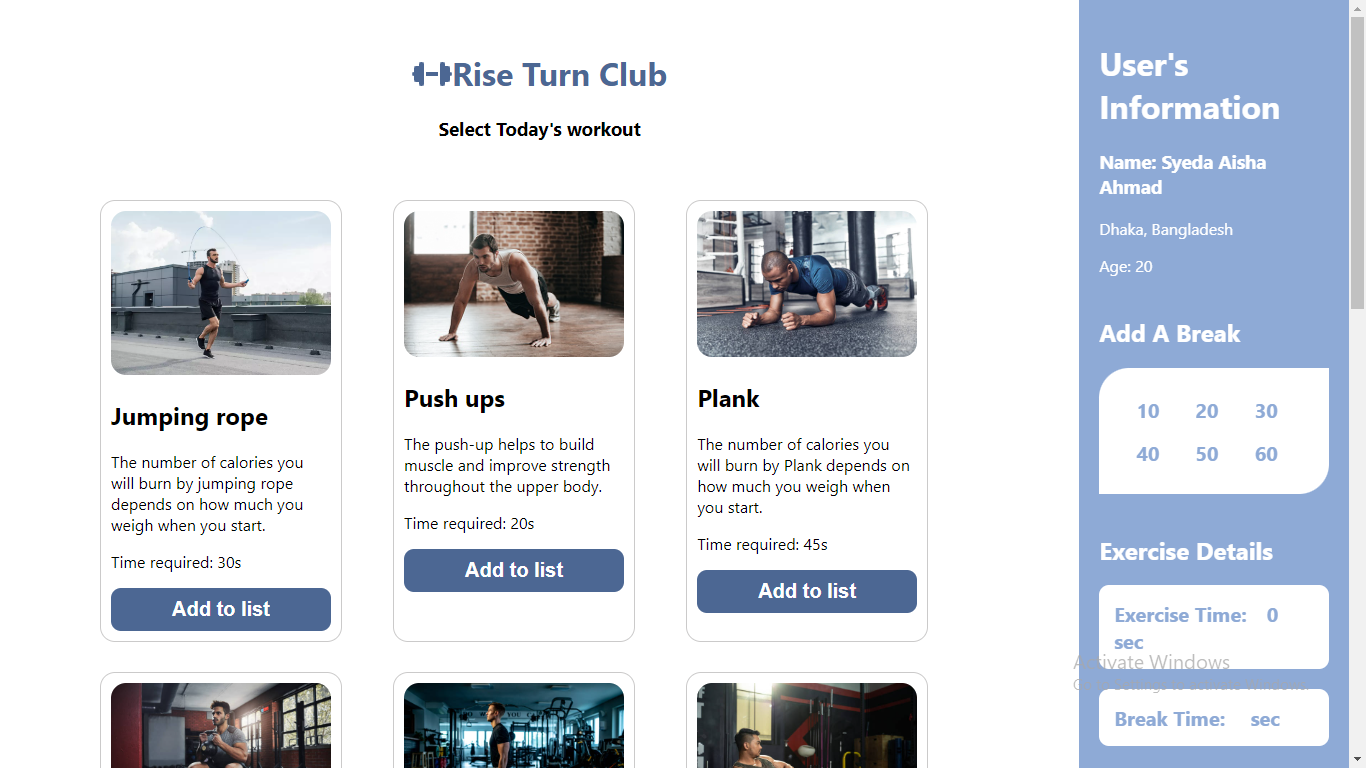 Rise Turn Club
Select Today's workout
Jumping rope
The number of calories you
will burn by jumping rope
depends on how much you
weigh when you start.
Time required: 30s
Add to list
Push ups
The push-up helps to build
muscle and improve strength
throughout the upper body.
Time required: 20s
Add to list
Plank
The number of calories you
will burn by Plank depends on
how much you weigh when
you start.
Time required: 45s
Add to list
User's
Information
Name: Syeda Aisha
Ahmad
Dhaka, Bangladesh
Age: 20
Add A Break
10 20 30
40 50 60
Exercise Details
Exercise Time: 0
sec
Activate Windows
Break Time: sec